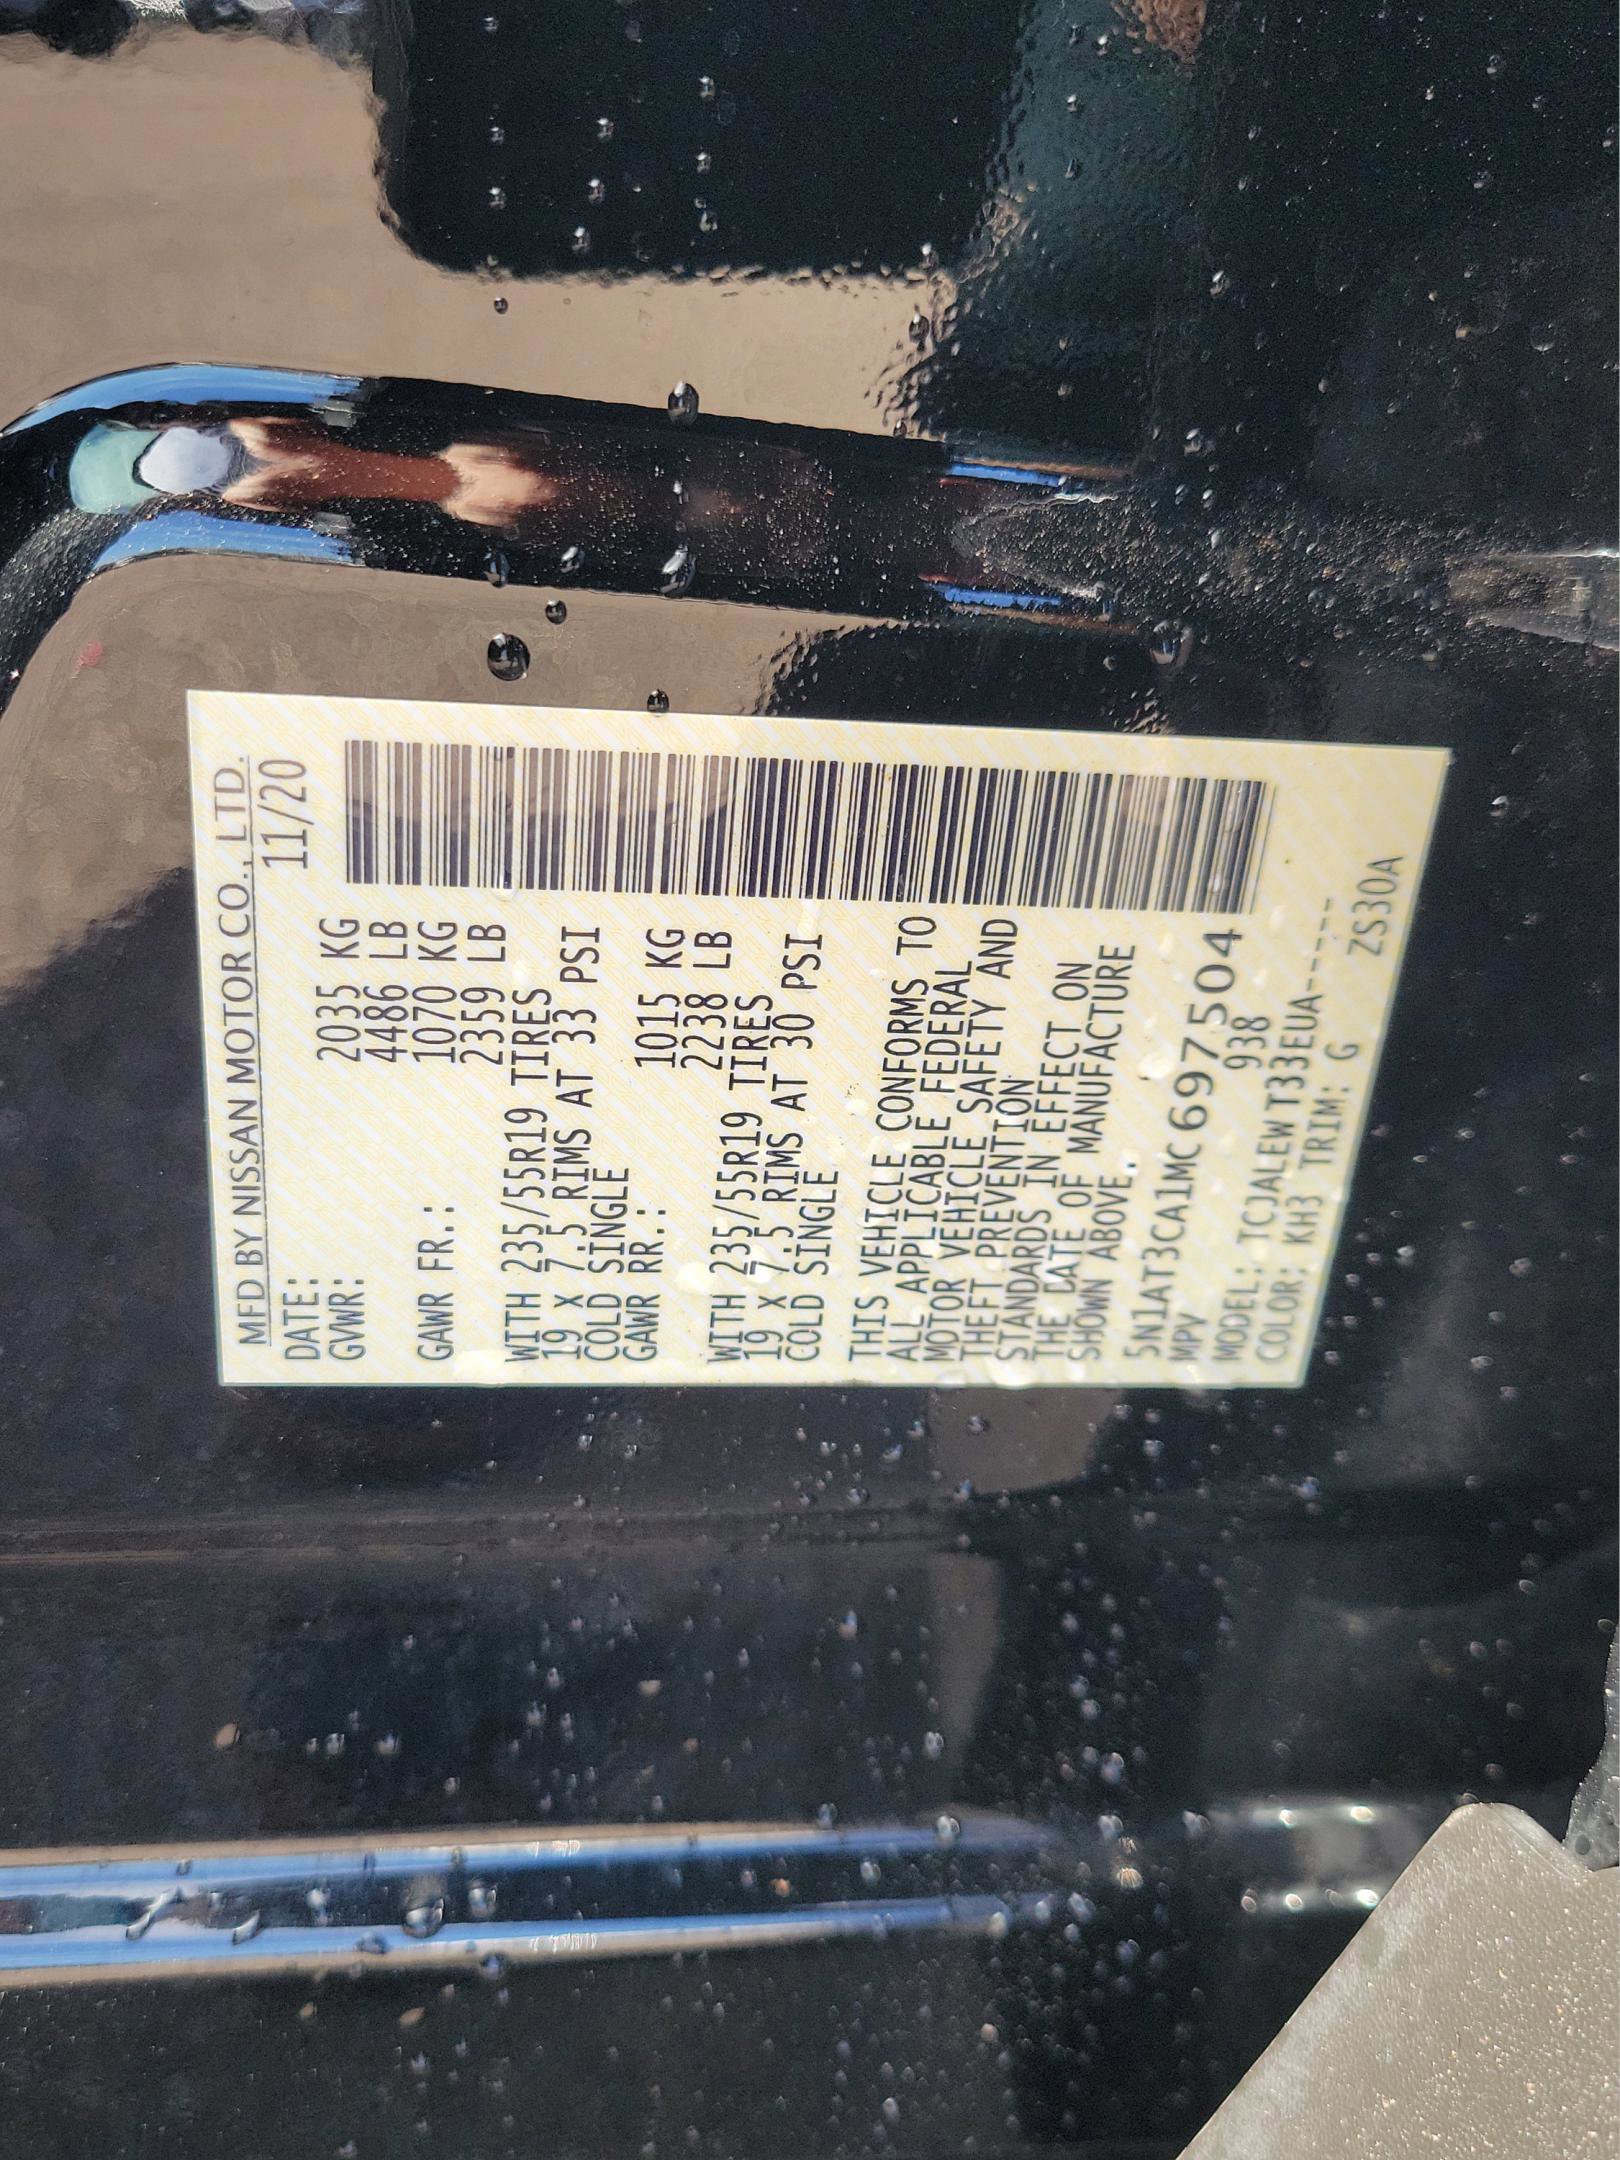 MFD BY NISSAN MOTOR CO., LTD.
DATE: 11/20
GVWR: 2035 KG
4486 LB
GAWR FR.: 1070 KG
2359 LB
WITH 235/55R19 TIRES
19 X 7.5 RIMS AT 33 PSI
COLD SINGLE
GAWR RR.: 1015 KG
2238 LB
WITH 235/55R19 TIRES
19 X 7.5 RIMS AT 30 PSI
COLD SINGLE
THIS VEHICLE CONFORMS TO
ALL APPLICABLE FEDERAL
MOTOR VEHICLE SAFETY AND
THEFT PREVENTION
STANDARDS IN EFFECT ON
THE DATE OF MANUFACTURE
SHOWN ABOVE.
5N1AT3CA1MC697504
MPV 938
MODEL: TCJALEWT33EUA-----
COLOR: KH3 TRIM: G
ZS30A